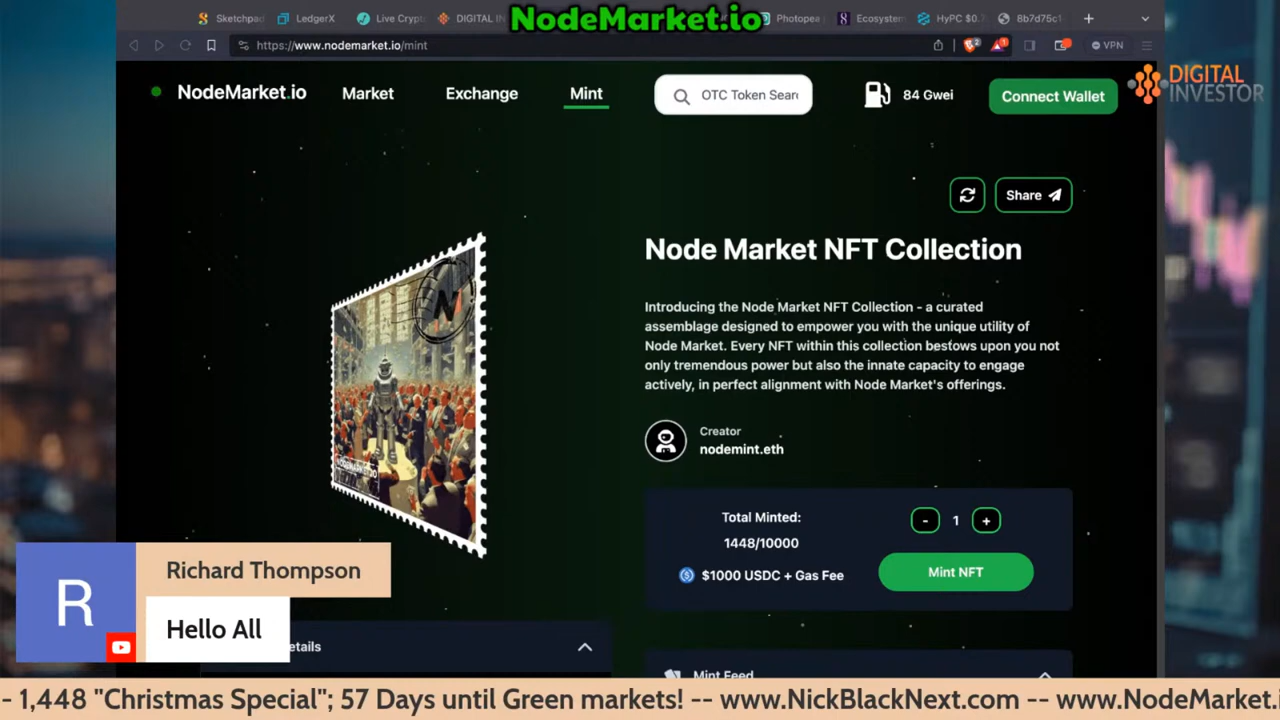 NodeMarket.io
Sketchpad
LedgerX
Live Crypt
DIGITAL IN
Photopea
Ecosystem
HyPC $0.
8b7d75c1
https://www.nodemarket.io/mint
2
1
VPN
NodeMarket.io
Market
Exchange
Mint
OTC Token Sear
84 Gwei
Connect Wallet
DIGITAL
INVESTOR
Share
Node Market NFT Collection
Introducing the Node Market NFT Collection - a curated
assemblage designed to empower you with the unique utility of
Node Market. Every NFT within this collection bestows upon you not
only tremendous power but also the innate capacity to engage
actively, in perfect alignment with Node Market's offerings.
N
Creator
nodemint.eth
Total Minted:
1448/10000
- 1 +
$1000 USDC + Gas Fee
Mint NFT
R
Richard Thompson
Hello All
etails
Mint Feed
- 1,448 "Christmas Special"; 57 Days until Green markets! -- www.NickBlackNext.com -- www.NodeMarket.i